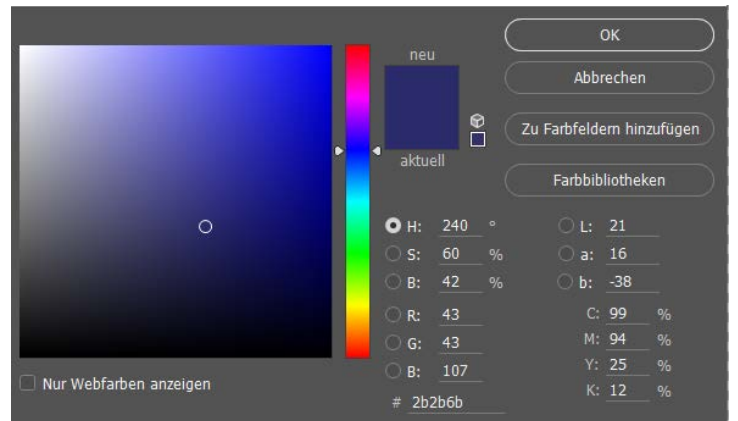 neu
aktuell
OK
Abbrechen
Zu Farbfeldern hinzufügen
Farbbibliotheken
H: 240 °
S: 60 %
B: 42 %
R: 43
G: 43
B: 107
# 2b2b6b
L: 21
a: 16
b: -38
C: 99 %
M: 94 %
Y: 25 %
K: 12 %
Nur Webfarben anzeigen